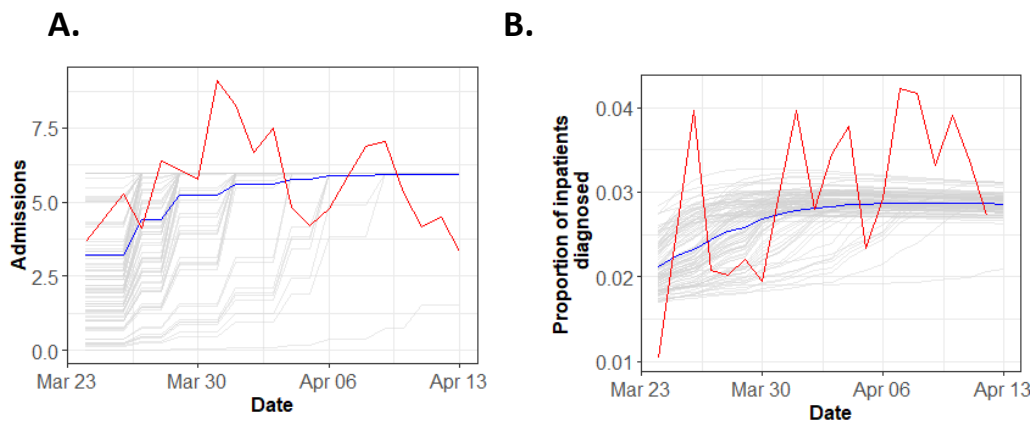 A.
Admissions
7.5
5.0
2.5
0.0
Mar 23
Mar 30
Apr 06
Apr 13
Date
B.
Proportion of inpatients
diagnosed
0.04
0.03
0.02
0.01
Mar 23
Mar 30
Apr 06
Apr 13
Date